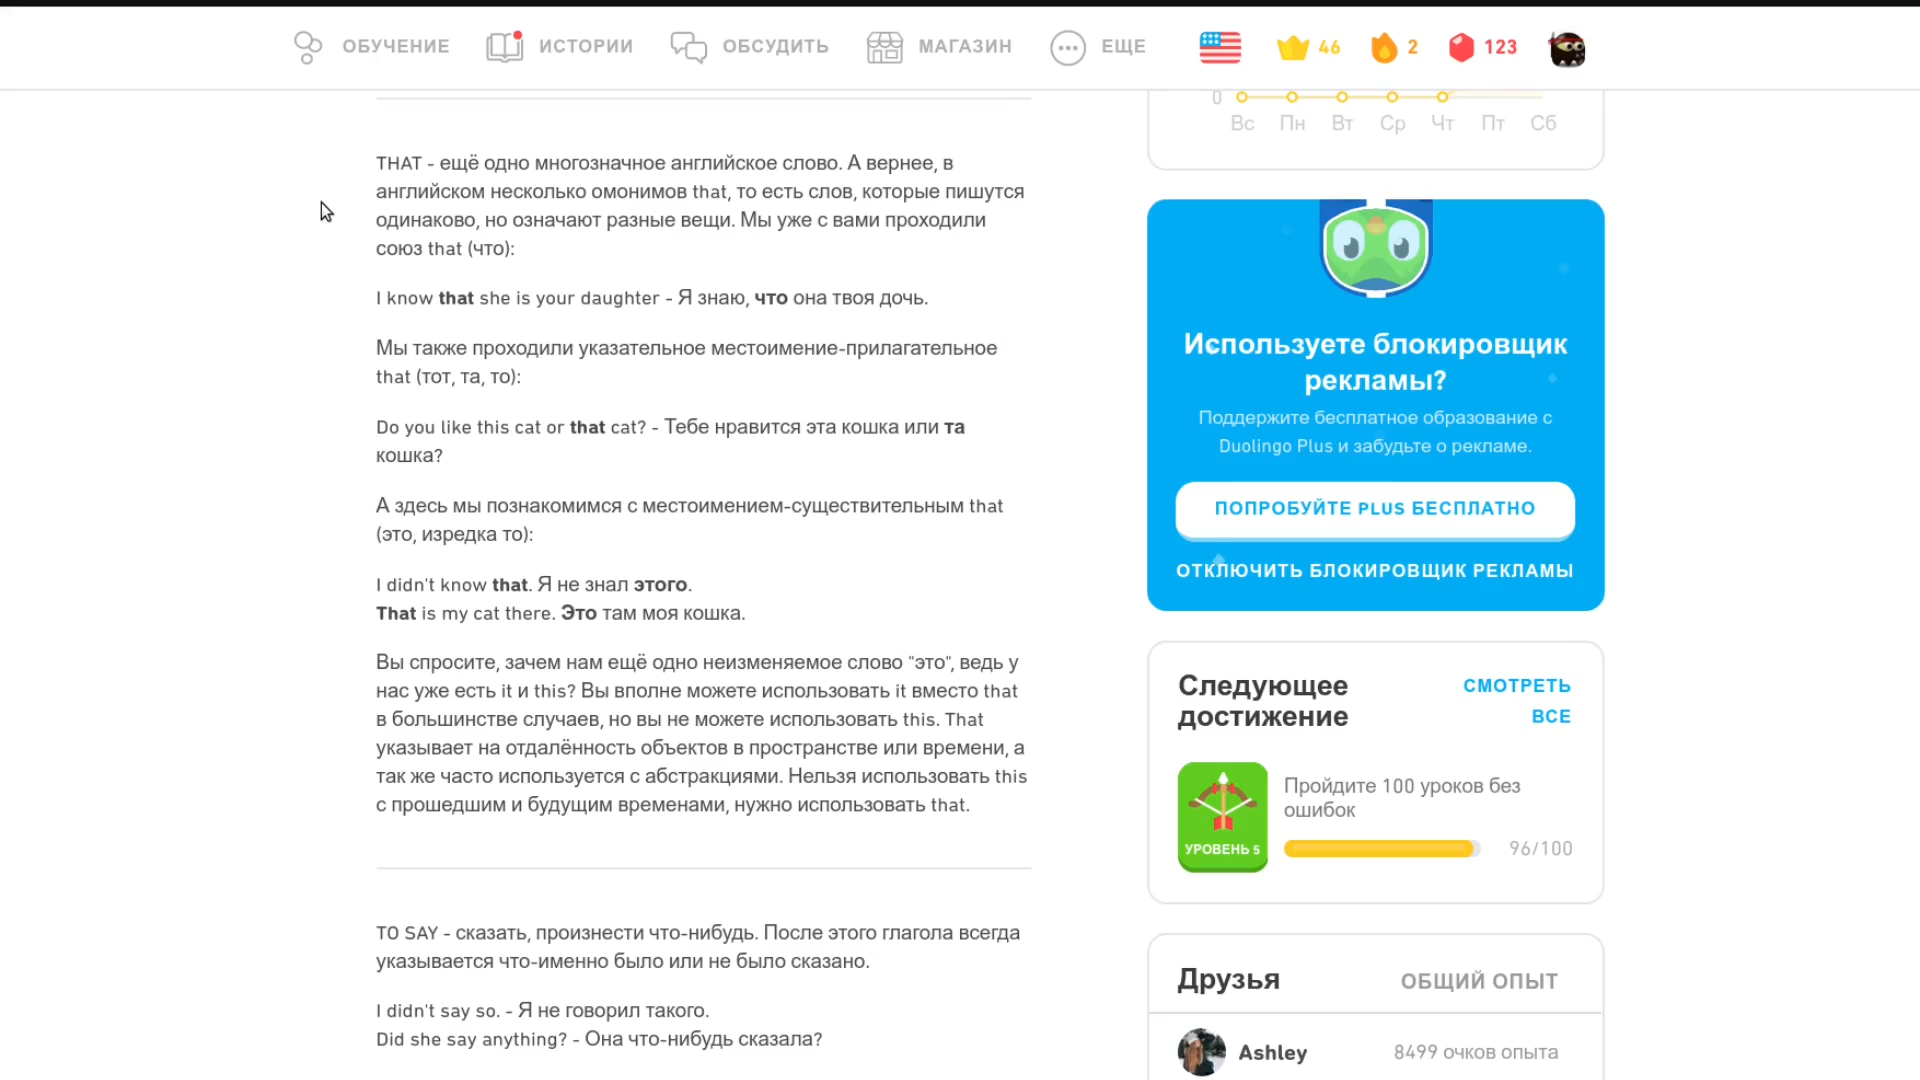 ОБУЧЕНИЕ ИСТОРИИ ОБСУДИТЬ МАГАЗИН ЕЩЕ 46 2 123
THAT - ещё одно многозначное английское слово. А вернее, в
английском несколько омонимов that, то есть слов, которые пишутся
одинаково, но означают разные вещи. Мы уже с вами проходили
союз that (что):
I know that she is your daughter - Я знаю, что она твоя дочь.
Мы также проходили указательное местоимение-прилагательное
that (тот, та, то):
Do you like this cat or that cat? - Тебе нравится эта кошка или та
кошка?
А здесь мы познакомимся с местоимением-существительным that
(это, изредка то):
I didn't know that. Я не знал этого.
That is my cat there. Это там моя кошка.
Вы спросите, зачем нам ещё одно неизменяемое слово "это", ведь у
нас уже есть it и this? Вы вполне можете использовать it вместо that
в большинстве случаев, но вы не можете использовать this. That
указывает на отдалённость объектов в пространстве или времени, а
так же часто используется с абстракциями. Нельзя использовать this
с прошедшим и будущим временами, нужно использовать that.
TO SAY - сказать, произнести что-нибудь. После этого глагола всегда
указывается что-именно было или не было сказано.
I didn't say so. - Я не говорил такого.
Did she say anything? - Она что-нибудь сказала?
0
Вс Пн Вт Ср Чт Пт Сб
Используете блокировщик
рекламы?
Поддержите бесплатное образование с
Duolingo Plus и забудьте о рекламе.
ПОПРОБУЙТЕ PLUS БЕСПЛАТНО
ОТКЛЮЧИТЬ БЛОКИРОВЩИК РЕКЛАМЫ
Следующее
достижение
СМОТРЕТЬ
ВСЕ
Пройдите 100 уроков без
ошибок
УРОВЕНЬ 5
96/100
Друзья
ОБЩИЙ ОПЫТ
Ashley
8499 очков опыта